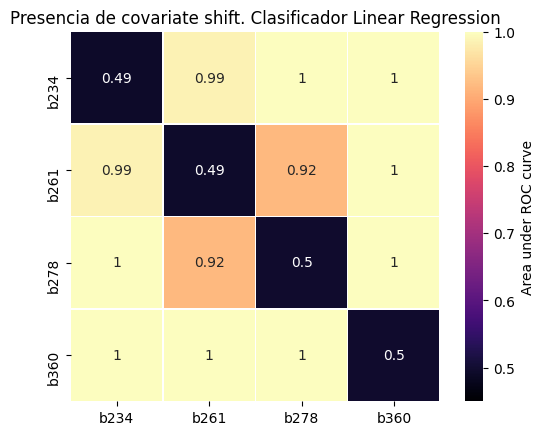 Presencia de covariate shift. Clasificador Linear Regression
b234 0.49 0.99 1 1
b261 0.99 0.49 0.92 1
b278 1 0.92 0.5 1
b360 1 1 1 0.5
b234 b261 b278 b360
1.0
0.9
0.8
0.7
0.6
0.5
Area under ROC curve